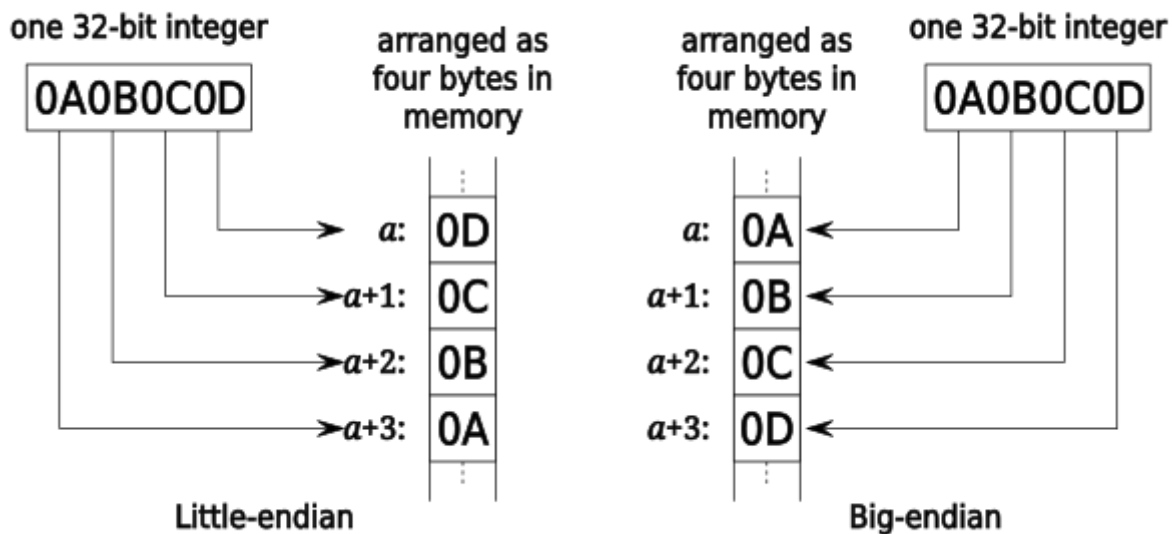 one 32-bit integer
0A0B0C0D
arranged as
four bytes in
memory
a: 0D
a+1: 0C
a+2: 0B
a+3: 0A
Little-endian
arranged as
four bytes in
memory
one 32-bit integer
0A0B0C0D
a: 0A
a+1: 0B
a+2: 0C
a+3: 0D
Big-endian